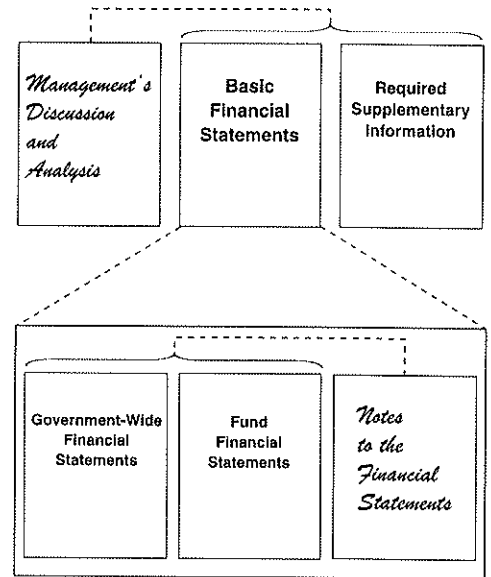 Management's
Discussion
and
Analysis
Basic
Financial
Statements
Required
Supplementary
Information
Government-Wide
Financial
Statements
Fund
Financial
Statements
Notes
to the
Financial
Statements